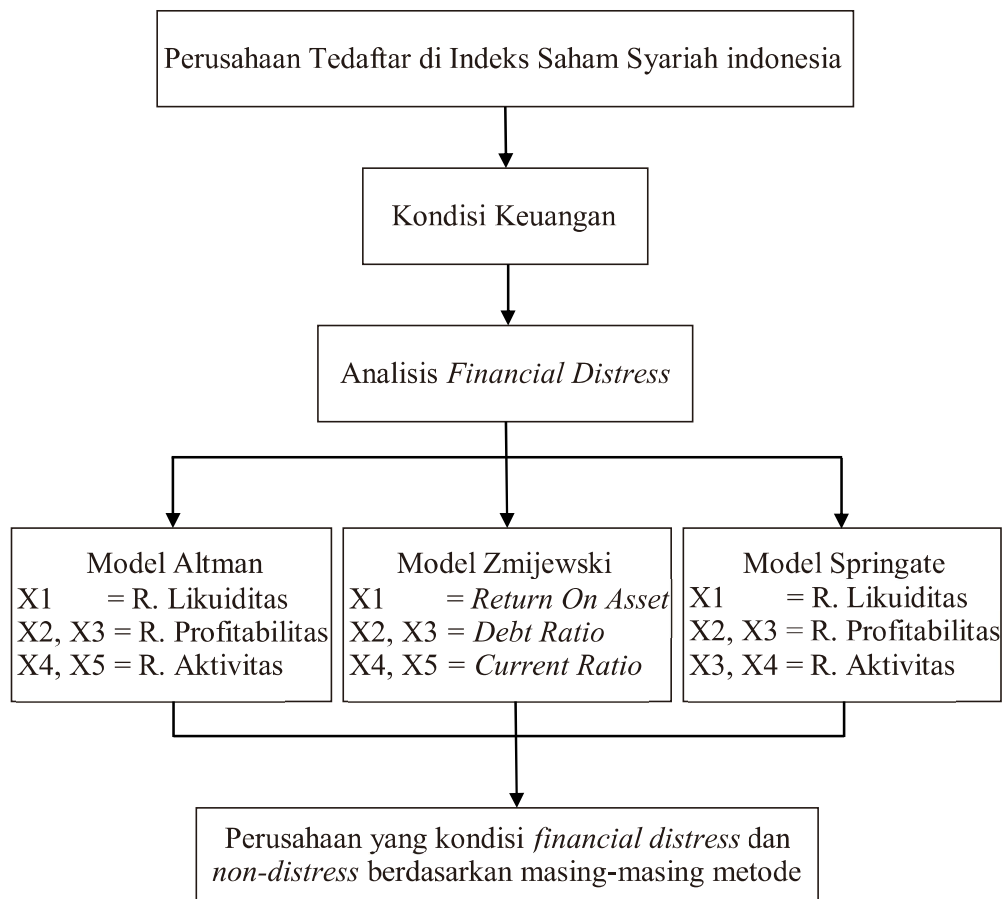 Perusahaan Tedaftar di Indeks Saham Syariah indonesia
Kondisi Keuangan
Analisis Financial Distress
Model Altman
X1 = R. Likuiditas
X2, X3 = R. Profitabilitas
X4, X5 = R. Aktivitas
Model Zmijewski
X1 = Return On Asset
X2, X3 = Debt Ratio
X4, X5 = Current Ratio
Model Springate
X1 = R. Likuiditas
X2, X3 = R. Profitabilitas
X3, X4 = R. Aktivitas
Perusahaan yang kondisi financial distress dan
non-distress berdasarkan masing-masing metode